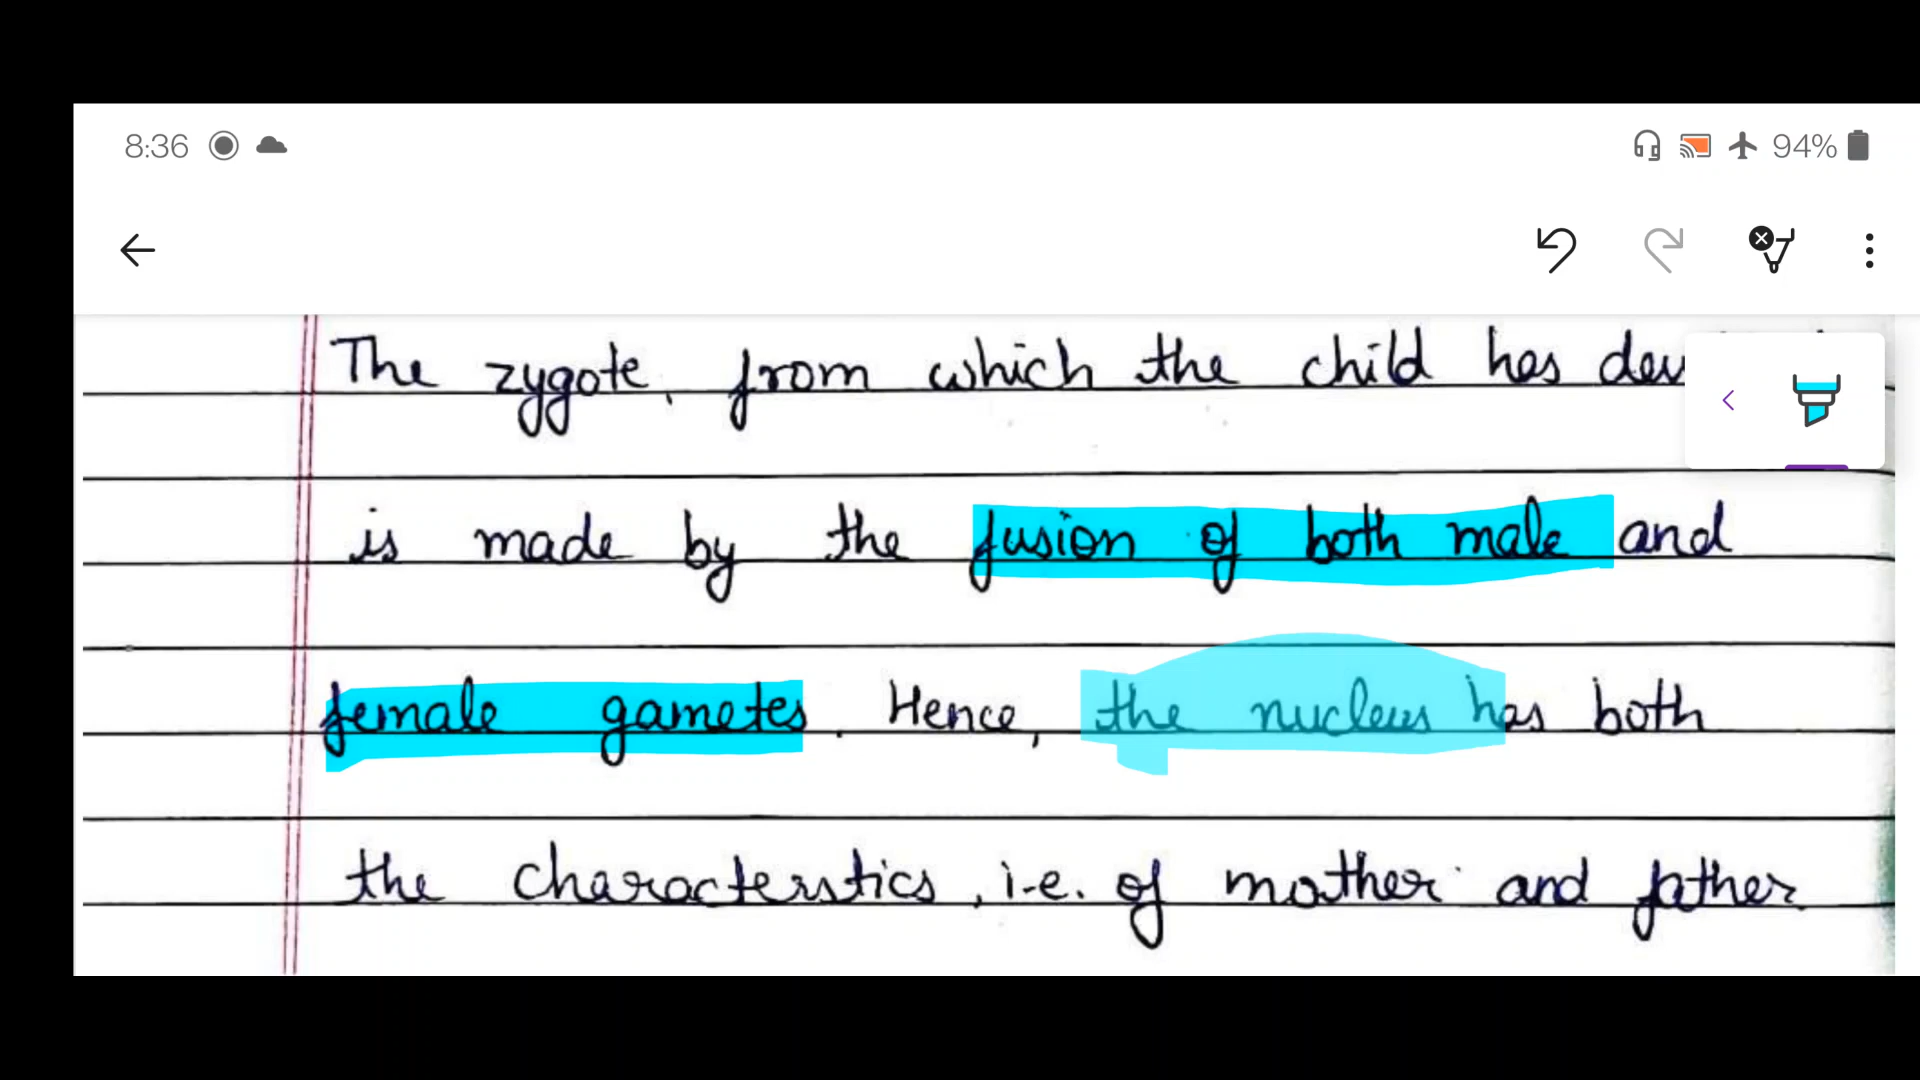 8:36 94%
The zygote, from which the child has dev
is made by the fusion of both male and
female gametes. Hence, the nucleus has both
the characterstics, i.e. of mother and father.